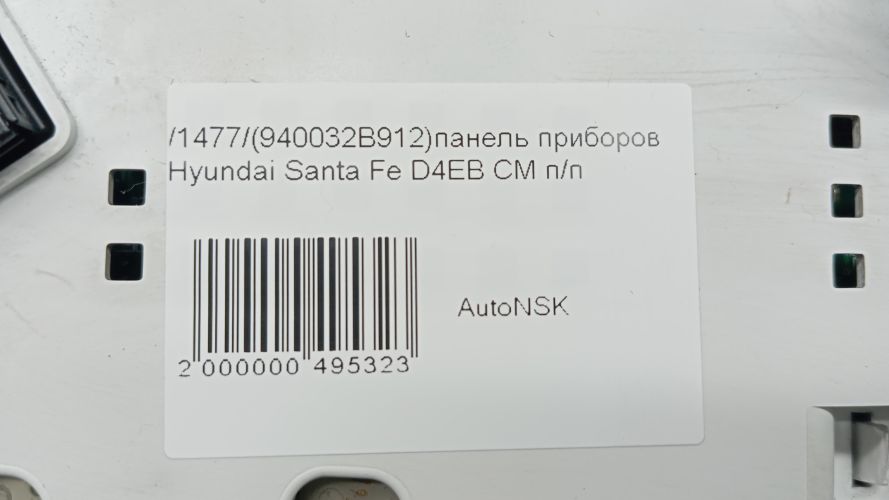 /1477/(940032B912)панель приборов
Hyundai Santa Fe D4EB CM п/п
AutoNSK
2 000000 495323